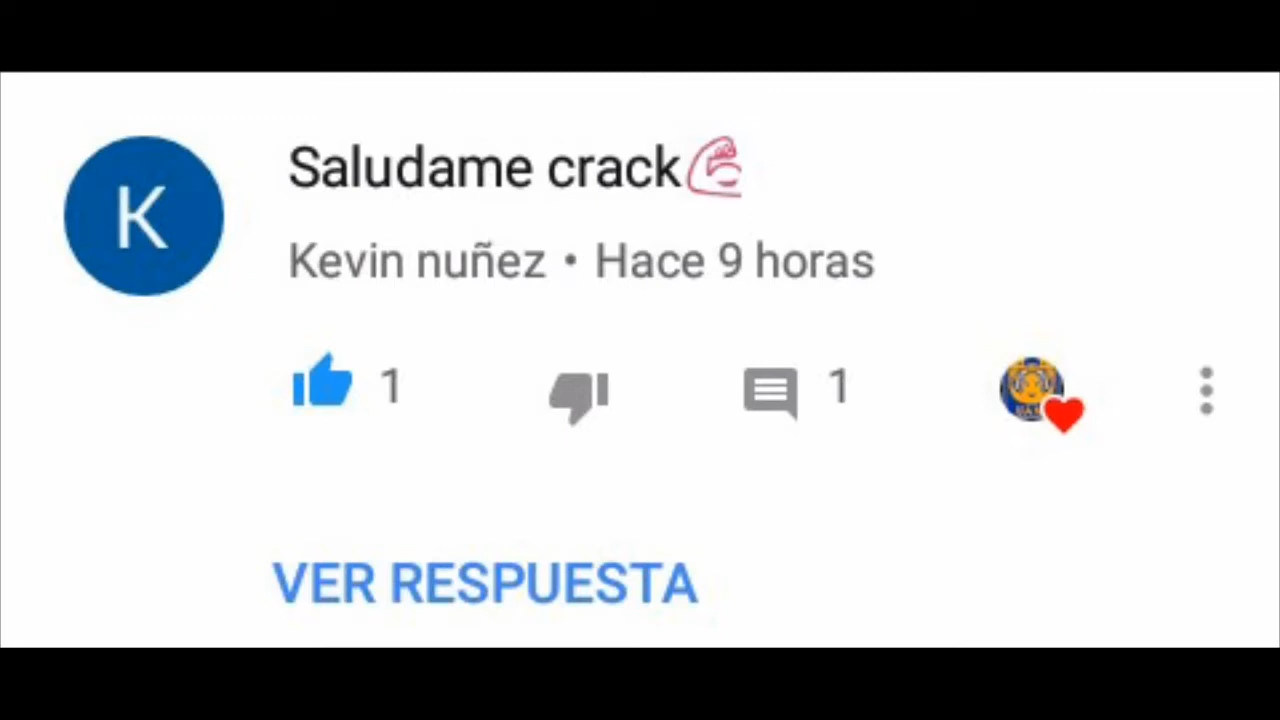 K
Saludame crack💪
Kevin nuñez • Hace 9 horas
1
1
VER RESPUESTA